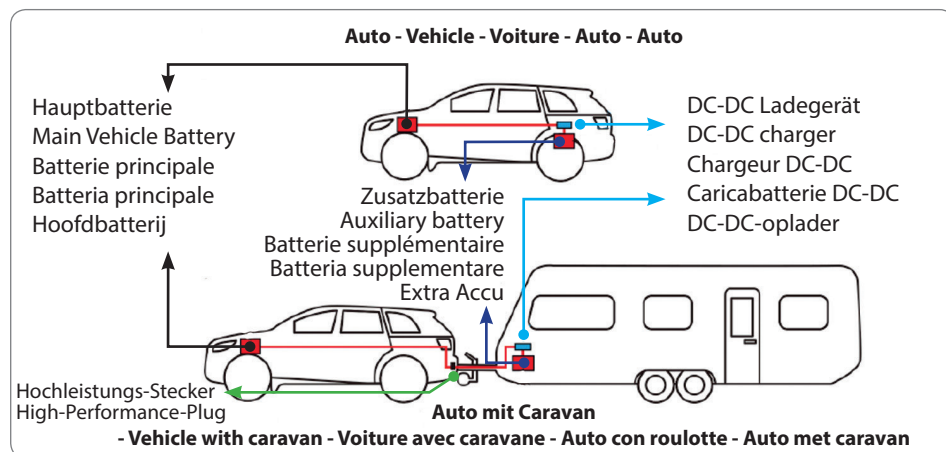 Auto - Vehicle - Voiture - Auto - Auto
Hauptbatterie
Main Vehicle Battery
Batterie principale
Batteria principale
Hoofdbatterij
DC-DC Ladegerät
DC-DC charger
Chargeur DC-DC
Caricabatterie DC-DC
DC-DC-oplader
Zusatzbatterie
Auxiliary battery
Batterie supplémentaire
Batteria supplementare
Extra Accu
Hochleistungs-Stecker
High-Performance-Plug
Auto mit Caravan
- Vehicle with caravan - Voiture avec caravane - Auto con roulotte - Auto met caravan